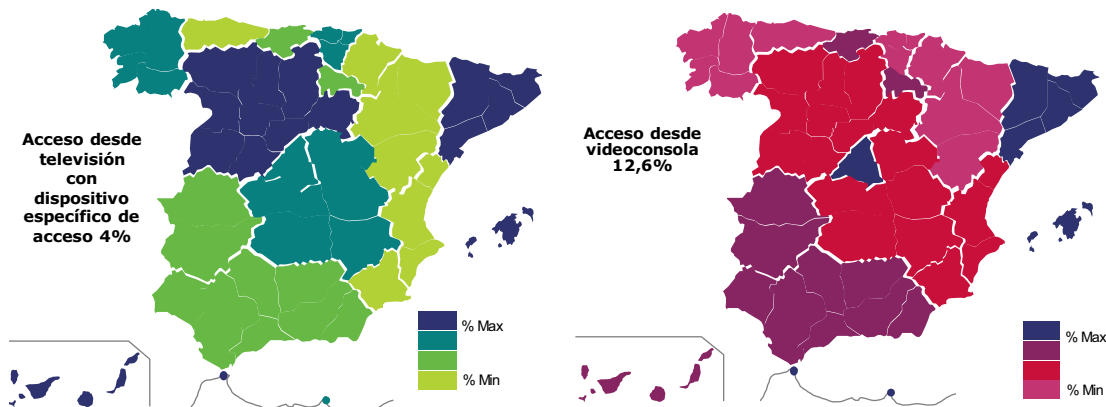 Acceso desde
televisión
con
dispositivo
específico de
acceso 4%
% Max
% Min
Acceso desde
videoconsola
12,6%
% Max
% Min